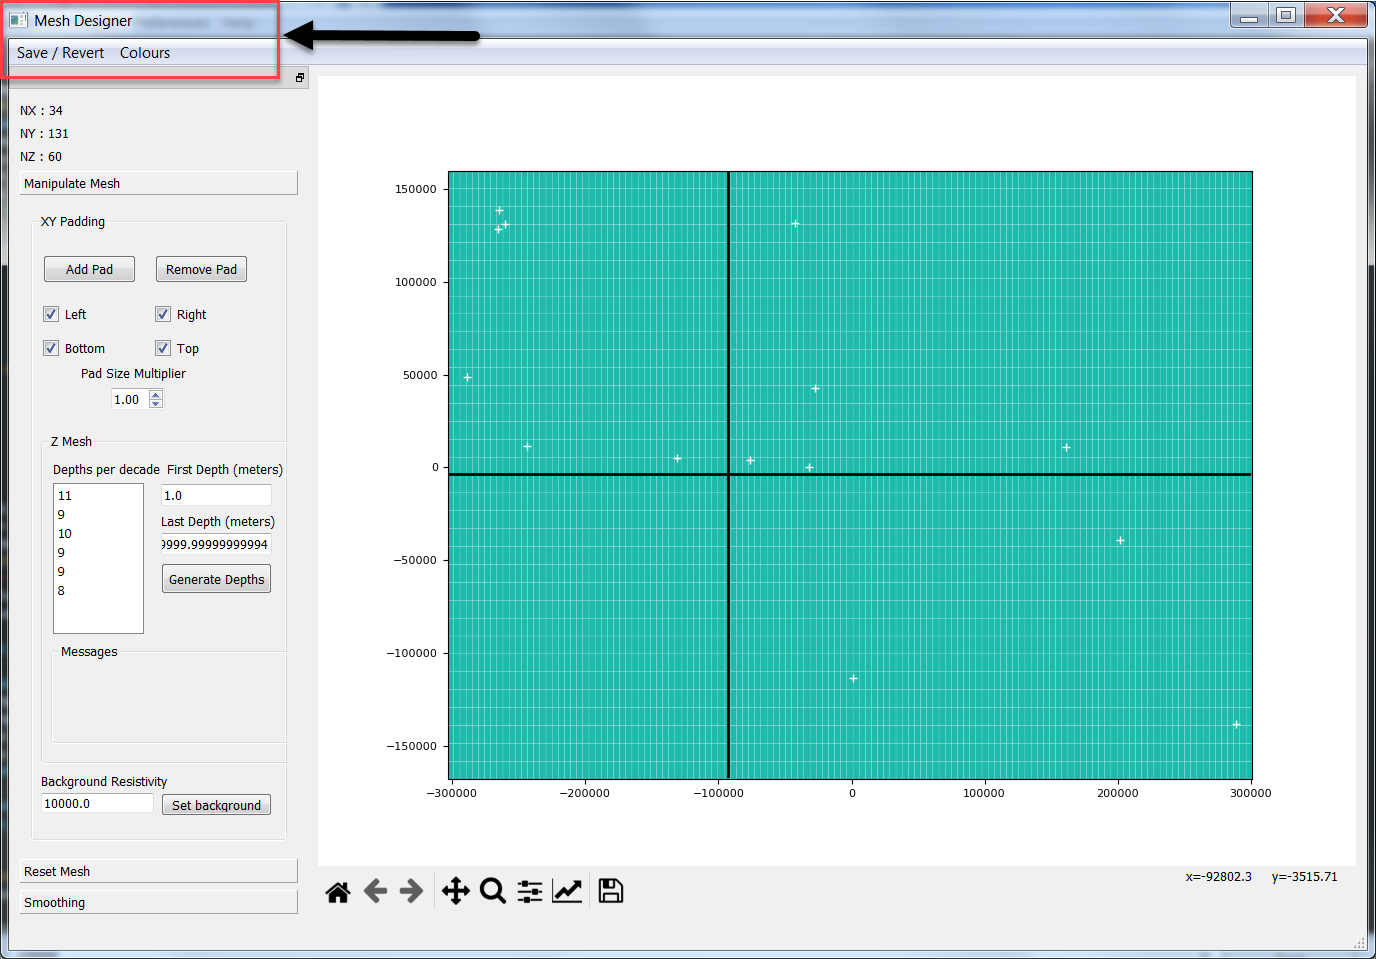 Mesh Designer
Save / Revert Colours
NX : 34
NY : 131
NZ : 60
Manipulate Mesh
XY Padding
Add Pad Remove Pad
Left Right
Bottom Top
Pad Size Multiplier
1.00
Z Mesh
Depths per decade First Depth (meters)
11
9
10
9
9
8
1.0
Last Depth (meters)
9999.99999999994
Generate Depths
Messages
Background Resistivity
10000.0 Set background
Reset Mesh
Smoothing
150000
100000
50000
0
−50000
−100000
−150000
−300000 −200000 −100000 0 100000 200000 300000
x=-92802.3 y=-3515.71